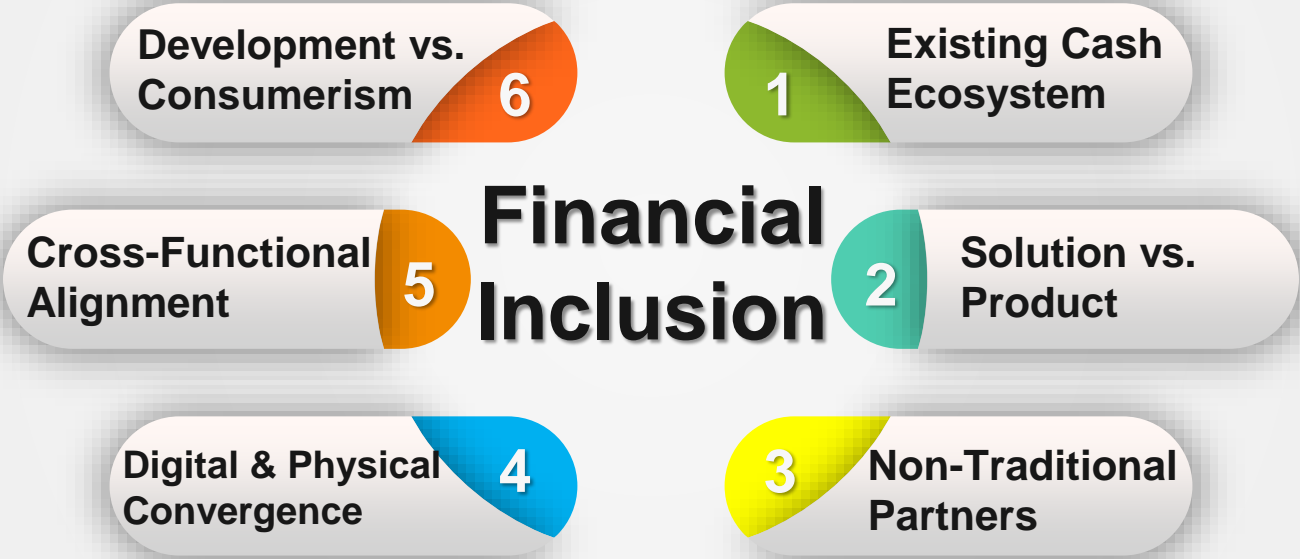 Financial
Inclusion
1
Existing Cash
Ecosystem
2
Solution vs.
Product
3
Non-Traditional
Partners
4
Digital & Physical
Convergence
5
Cross-Functional
Alignment
6
Development vs.
Consumerism